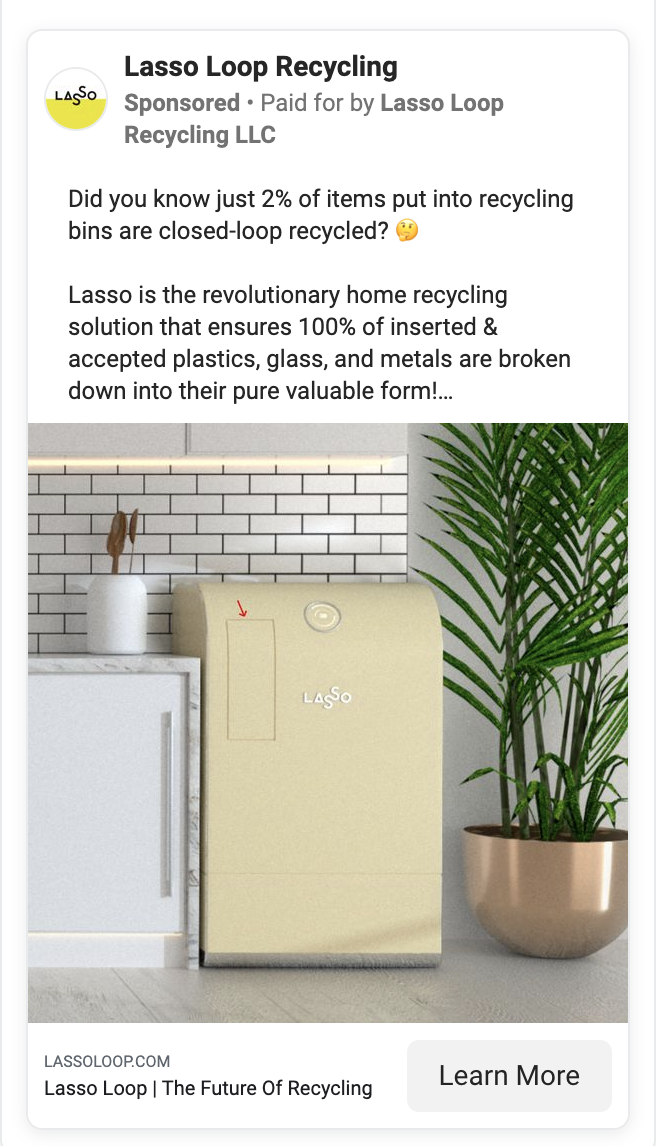 LASSO
Lasso Loop Recycling
Sponsored • Paid for by Lasso Loop
Recycling LLC
Did you know just 2% of items put into recycling
bins are closed-loop recycled? 🤔
Lasso is the revolutionary home recycling
solution that ensures 100% of inserted &
accepted plastics, glass, and metals are broken
down into their pure valuable form!...
LASSO
LASSOLOOP.COM
Lasso Loop | The Future Of Recycling
Learn More